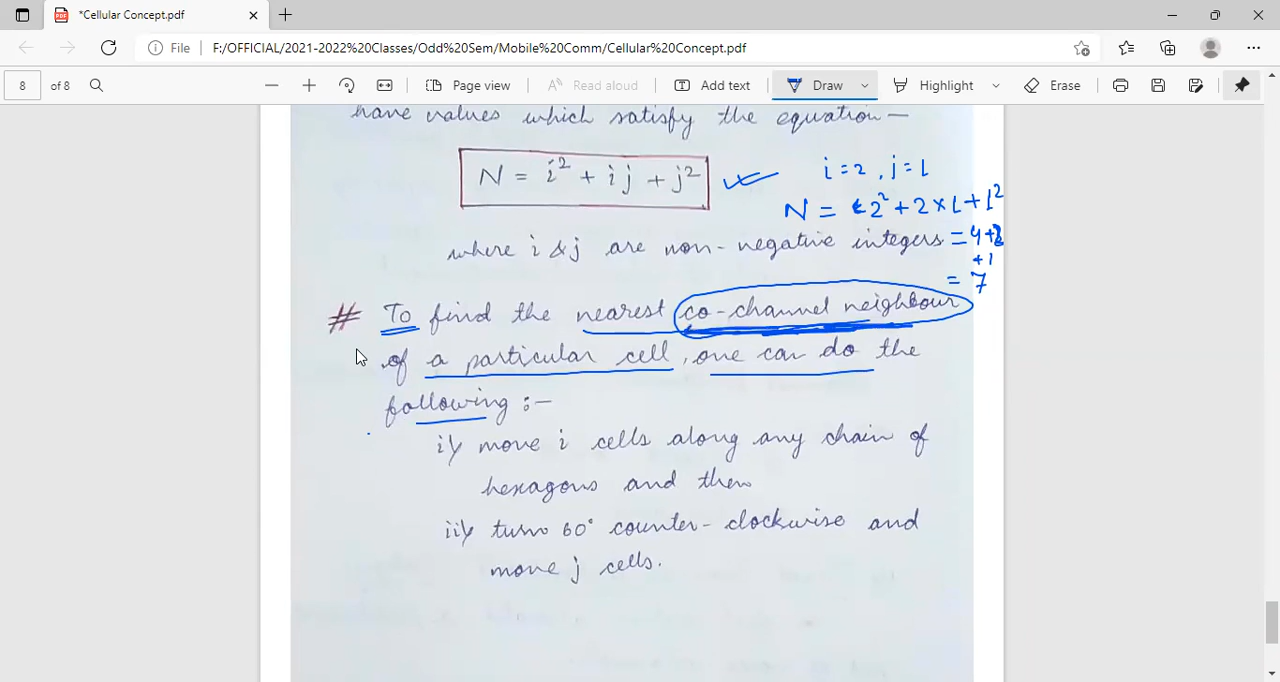 *Cellular Concept.pdf
File F:/OFFICIAL/2021-2022%20Classes/Odd%20Sem/Mobile%20Comm/Cellular%20Concept.pdf
8 of 8 Page view Read aloud Add text Draw Highlight Erase
have values which satisfy the equation—
N = i² + ij + j²
i=2, j=1
N = 2²+2×1+1²
where i & j are non-negative integers
=4+2
+1
= 7
# To find the nearest co-channel neighbour
of a particular cell, one can do the
following :-
i) move i cells along any chain of
hexagons and then
ii) turn 60° counter-clockwise and
move j cells.